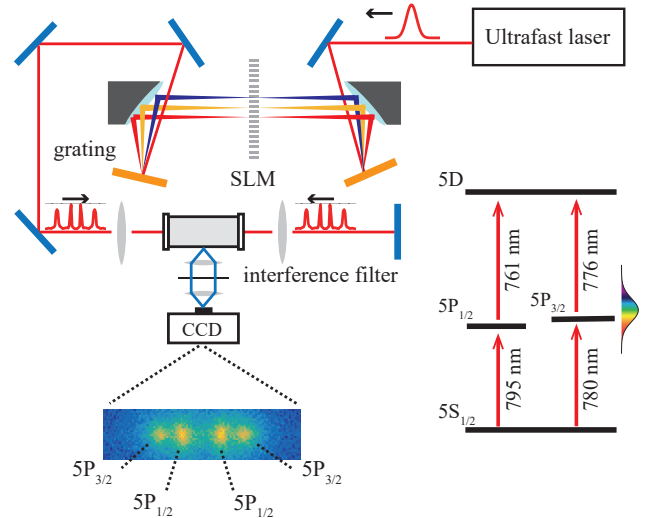 Ultrafast laser
grating
SLM
interference filter
CCD
5P3/2
5P1/2
5P1/2
5P3/2
5D
761 nm
776 nm
5P1/2
5P3/2
795 nm
780 nm
5S1/2